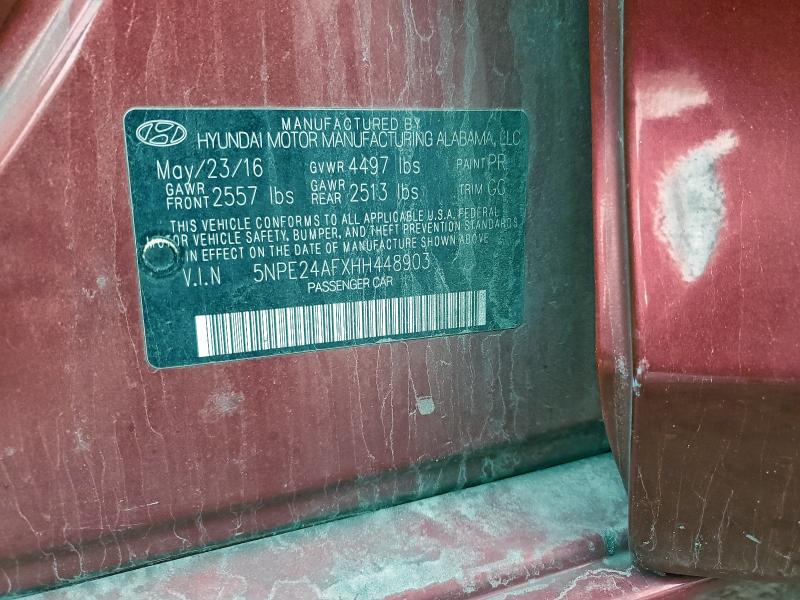 MANUFACTURED BY
HYUNDAI MOTOR MANUFACTURING ALABAMA, LLC
May/23/16 GVWR 4497 lbs PAINT PR
GAWR FRONT 2557 lbs GAWR REAR 2513 lbs TRIM GG
THIS VEHICLE CONFORMS TO ALL APPLICABLE U.S.A. FEDERAL
MOTOR VEHICLE SAFETY, BUMPER, AND THEFT PREVENTION STANDARDS
IN EFFECT ON THE DATE OF MANUFACTURE SHOWN ABOVE
V.I.N 5NPE24AFXHH448903
PASSENGER CAR